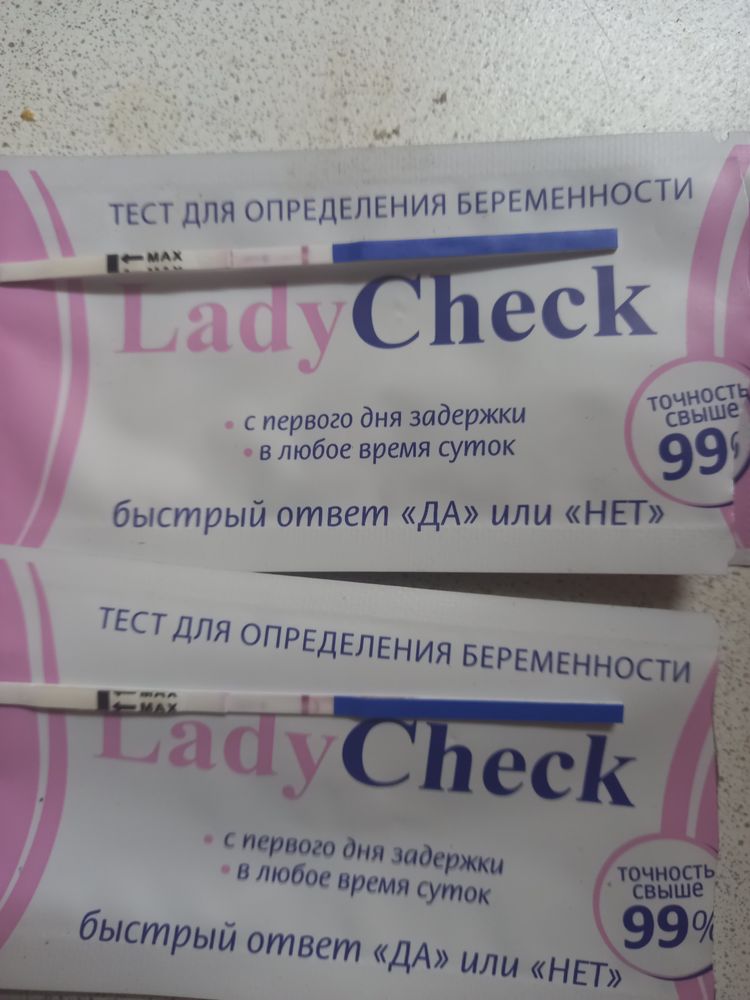 ТЕСТ ДЛЯ ОПРЕДЕЛЕНИЯ БЕРЕМЕННОСТИ
MAX
LadyCheck
• с первого дня задержки
• в любое время суток
точность
свыше
99
быстрый ответ «ДА» или «НЕТ»
ТЕСТ ДЛЯ ОПРЕДЕЛЕНИЯ БЕРЕМЕННОСТИ
MAX
LadyCheck
• с первого дня задержки
• в любое время суток
точность
свыше
99%
быстрый ответ «ДА» или «НЕТ»